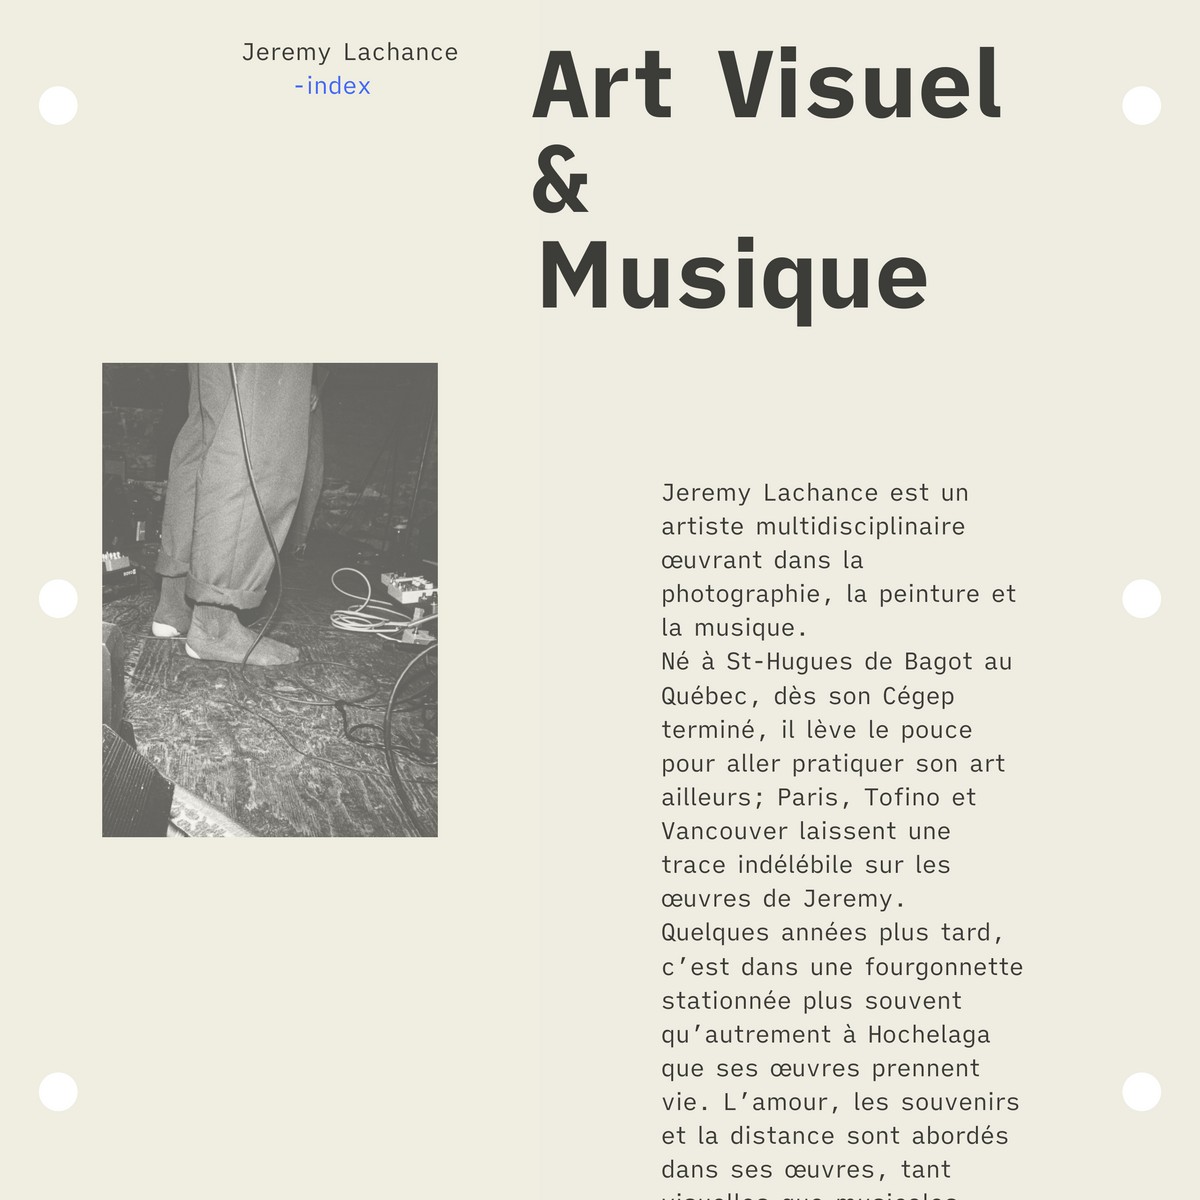 Jeremy Lachance
-index
Art Visuel
&
Musique
Jeremy Lachance est un
artiste multidisciplinaire
œuvrant dans la
photographie, la peinture et
la musique.
Né à St-Hugues de Bagot au
Québec, dès son Cégep
terminé, il lève le pouce
pour aller pratiquer son art
ailleurs; Paris, Tofino et
Vancouver laissent une
trace indélébile sur les
œuvres de Jeremy.
Quelques années plus tard,
c’est dans une fourgonnette
stationnée plus souvent
qu’autrement à Hochelaga
que ses œuvres prennent
vie. L’amour, les souvenirs
et la distance sont abordés
dans ses œuvres, tant
visuelles que musicales